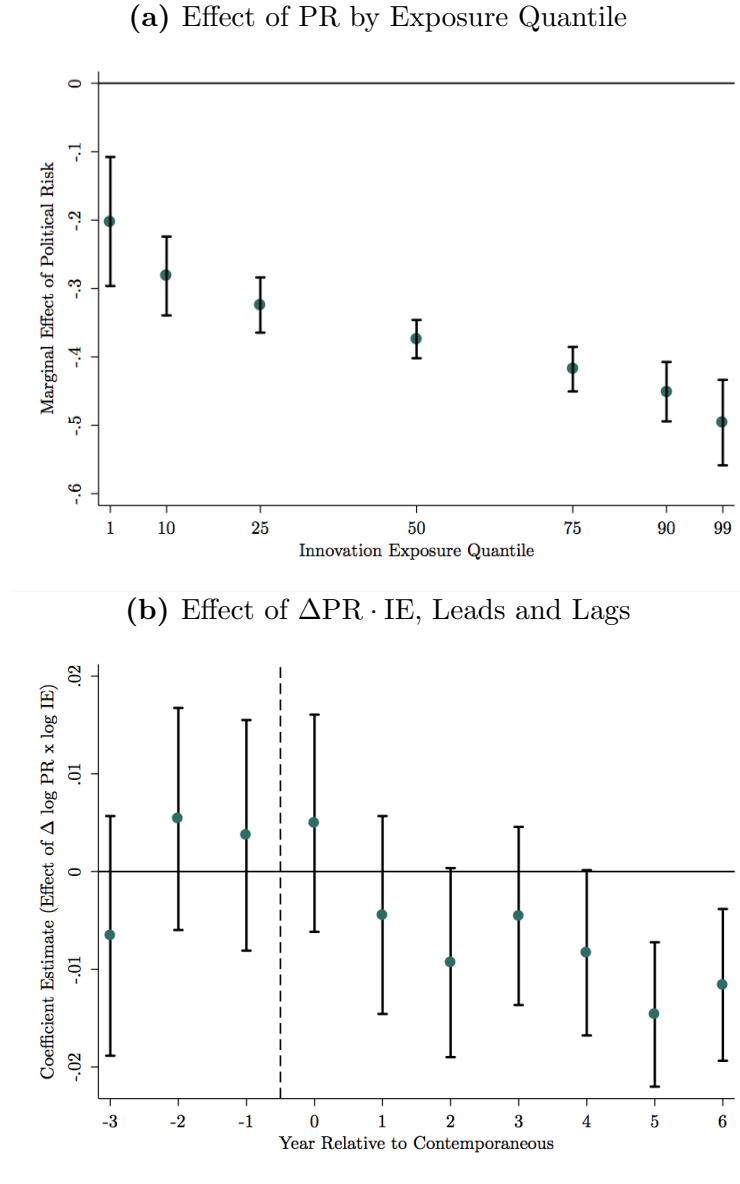 (a) Effect of PR by Exposure Quantile
Marginal Effect of Political Risk
0
-.1
-.2
-.3
-.4
-.5
-.6
1 10 25 50 75 90 99
Innovation Exposure Quantile
(b) Effect of ΔPR · IE, Leads and Lags
Coefficient Estimate (Effect of Δ log PR x log IE)
.02
.01
0
-.01
-.02
-3 -2 -1 0 1 2 3 4 5 6
Year Relative to Contemporaneous